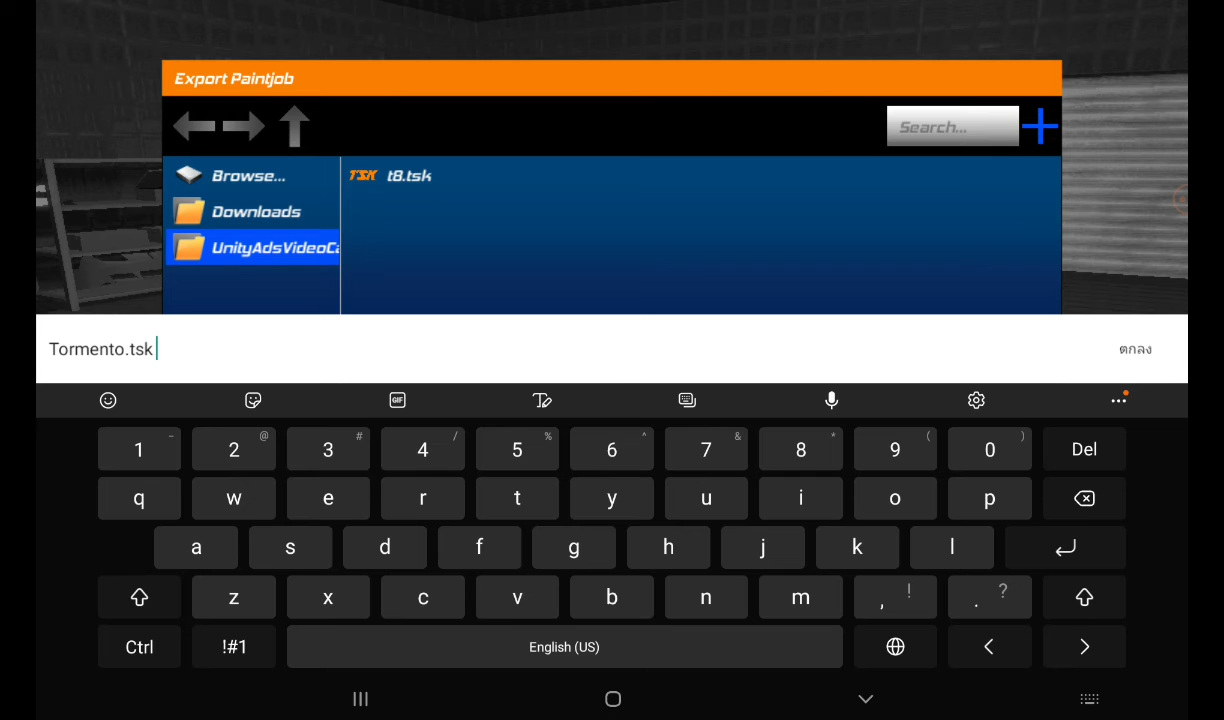 Export Paintjob
Search...
Browse...
TSK t8.tsk
Downloads
UnityAdsVideoCa
Tormento.tsk
ตกลง
GIF
1 - 2 @ 3 # 4 / 5 % 6 ^ 7 & 8 * 9 ( 0 ) Del
q w e r t y u i o p
a s d f g h j k l
z x c v b n m , ! . ?
Ctrl !#1 English (US) < >